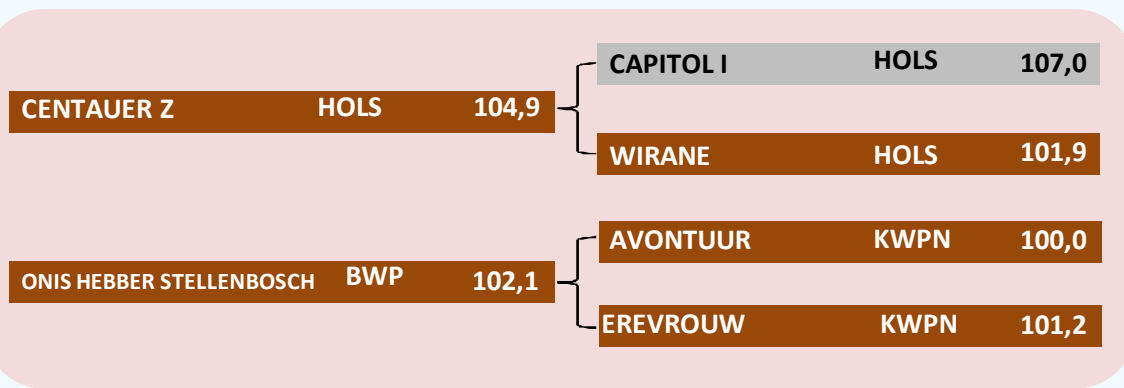 CAPITOL I HOLS 107,0
CENTAUER Z HOLS 104,9
WIRANE HOLS 101,9
AVONTUUR KWPN 100,0
ONIS HEBBER STELLENBOSCH BWP 102,1
EREVROUW KWPN 101,2